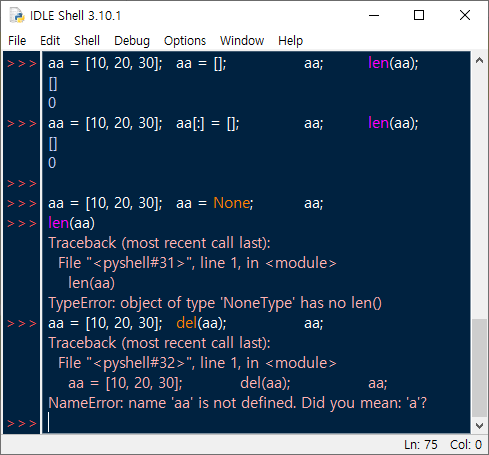 IDLE Shell 3.10.1
File Edit Shell Debug Options Window Help
>>> aa = [10, 20, 30]; aa = []; aa; len(aa);
[]
0
>>> aa = [10, 20, 30]; aa[:] = []; aa; len(aa);
[]
0
>>>
>>> aa = [10, 20, 30]; aa = None; aa;
>>> len(aa)
Traceback (most recent call last):
File "<pyshell#31>", line 1, in <module>
len(aa)
TypeError: object of type 'NoneType' has no len()
>>> aa = [10, 20, 30]; del(aa); aa;
Traceback (most recent call last):
File "<pyshell#32>", line 1, in <module>
aa = [10, 20, 30]; del(aa); aa;
NameError: name 'aa' is not defined. Did you mean: 'a'?
>>>
Ln: 75 Col: 0